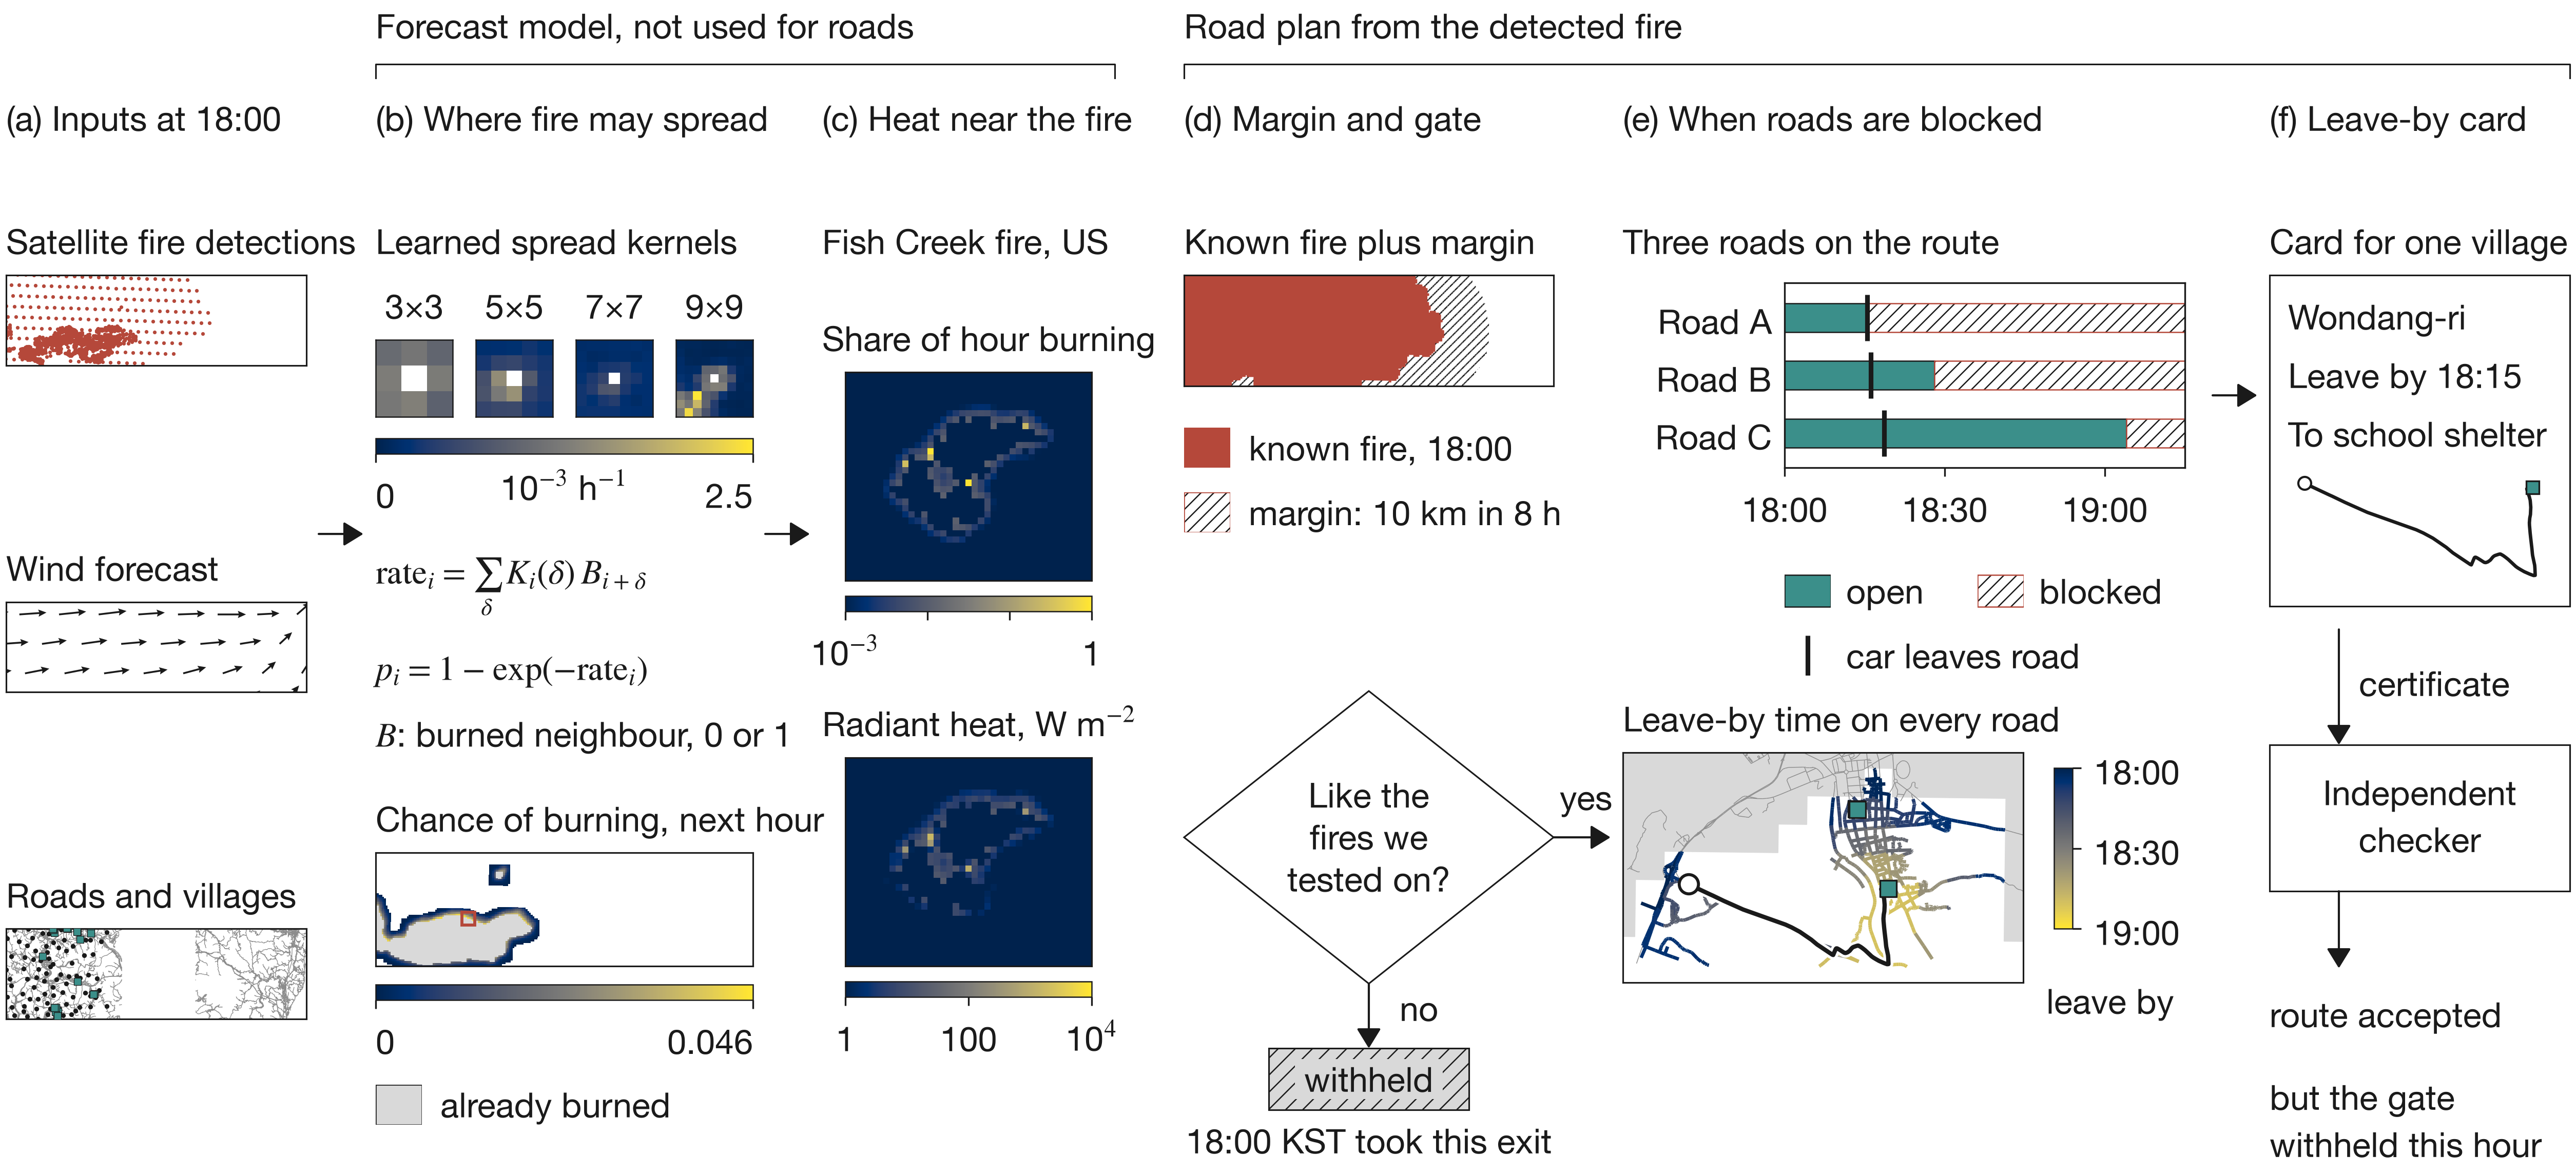 Forecast model, not used for roads
Road plan from the detected fire
(a) Inputs at 18:00
(b) Where fire may spread
(c) Heat near the fire
(d) Margin and gate
(e) When roads are blocked
(f) Leave-by card
Satellite fire detections
Wind forecast
Roads and villages
Learned spread kernels
3×3 5×5 7×7 9×9
0 10⁻³ h⁻¹ 2.5
rateᵢ = ∑_δ Kᵢ(δ) Bᵢ₊δ
pᵢ = 1 − exp(−rateᵢ)
B: burned neighbour, 0 or 1
Chance of burning, next hour
0 0.046
already burned
Fish Creek fire, US
Share of hour burning
10⁻³ 1
Radiant heat, W m⁻²
1 100 10⁴
Known fire plus margin
known fire, 18:00
margin: 10 km in 8 h
Like the
fires we
tested on?
yes
no
withheld
18:00 KST took this exit
Three roads on the route
Road A
Road B
Road C
18:00 18:30 19:00
open blocked
car leaves road
Leave-by time on every road
18:00
18:30
19:00
leave by
Card for one village
Wondang-ri
Leave by 18:15
To school shelter
certificate
Independent
checker
route accepted
but the gate
withheld this hour